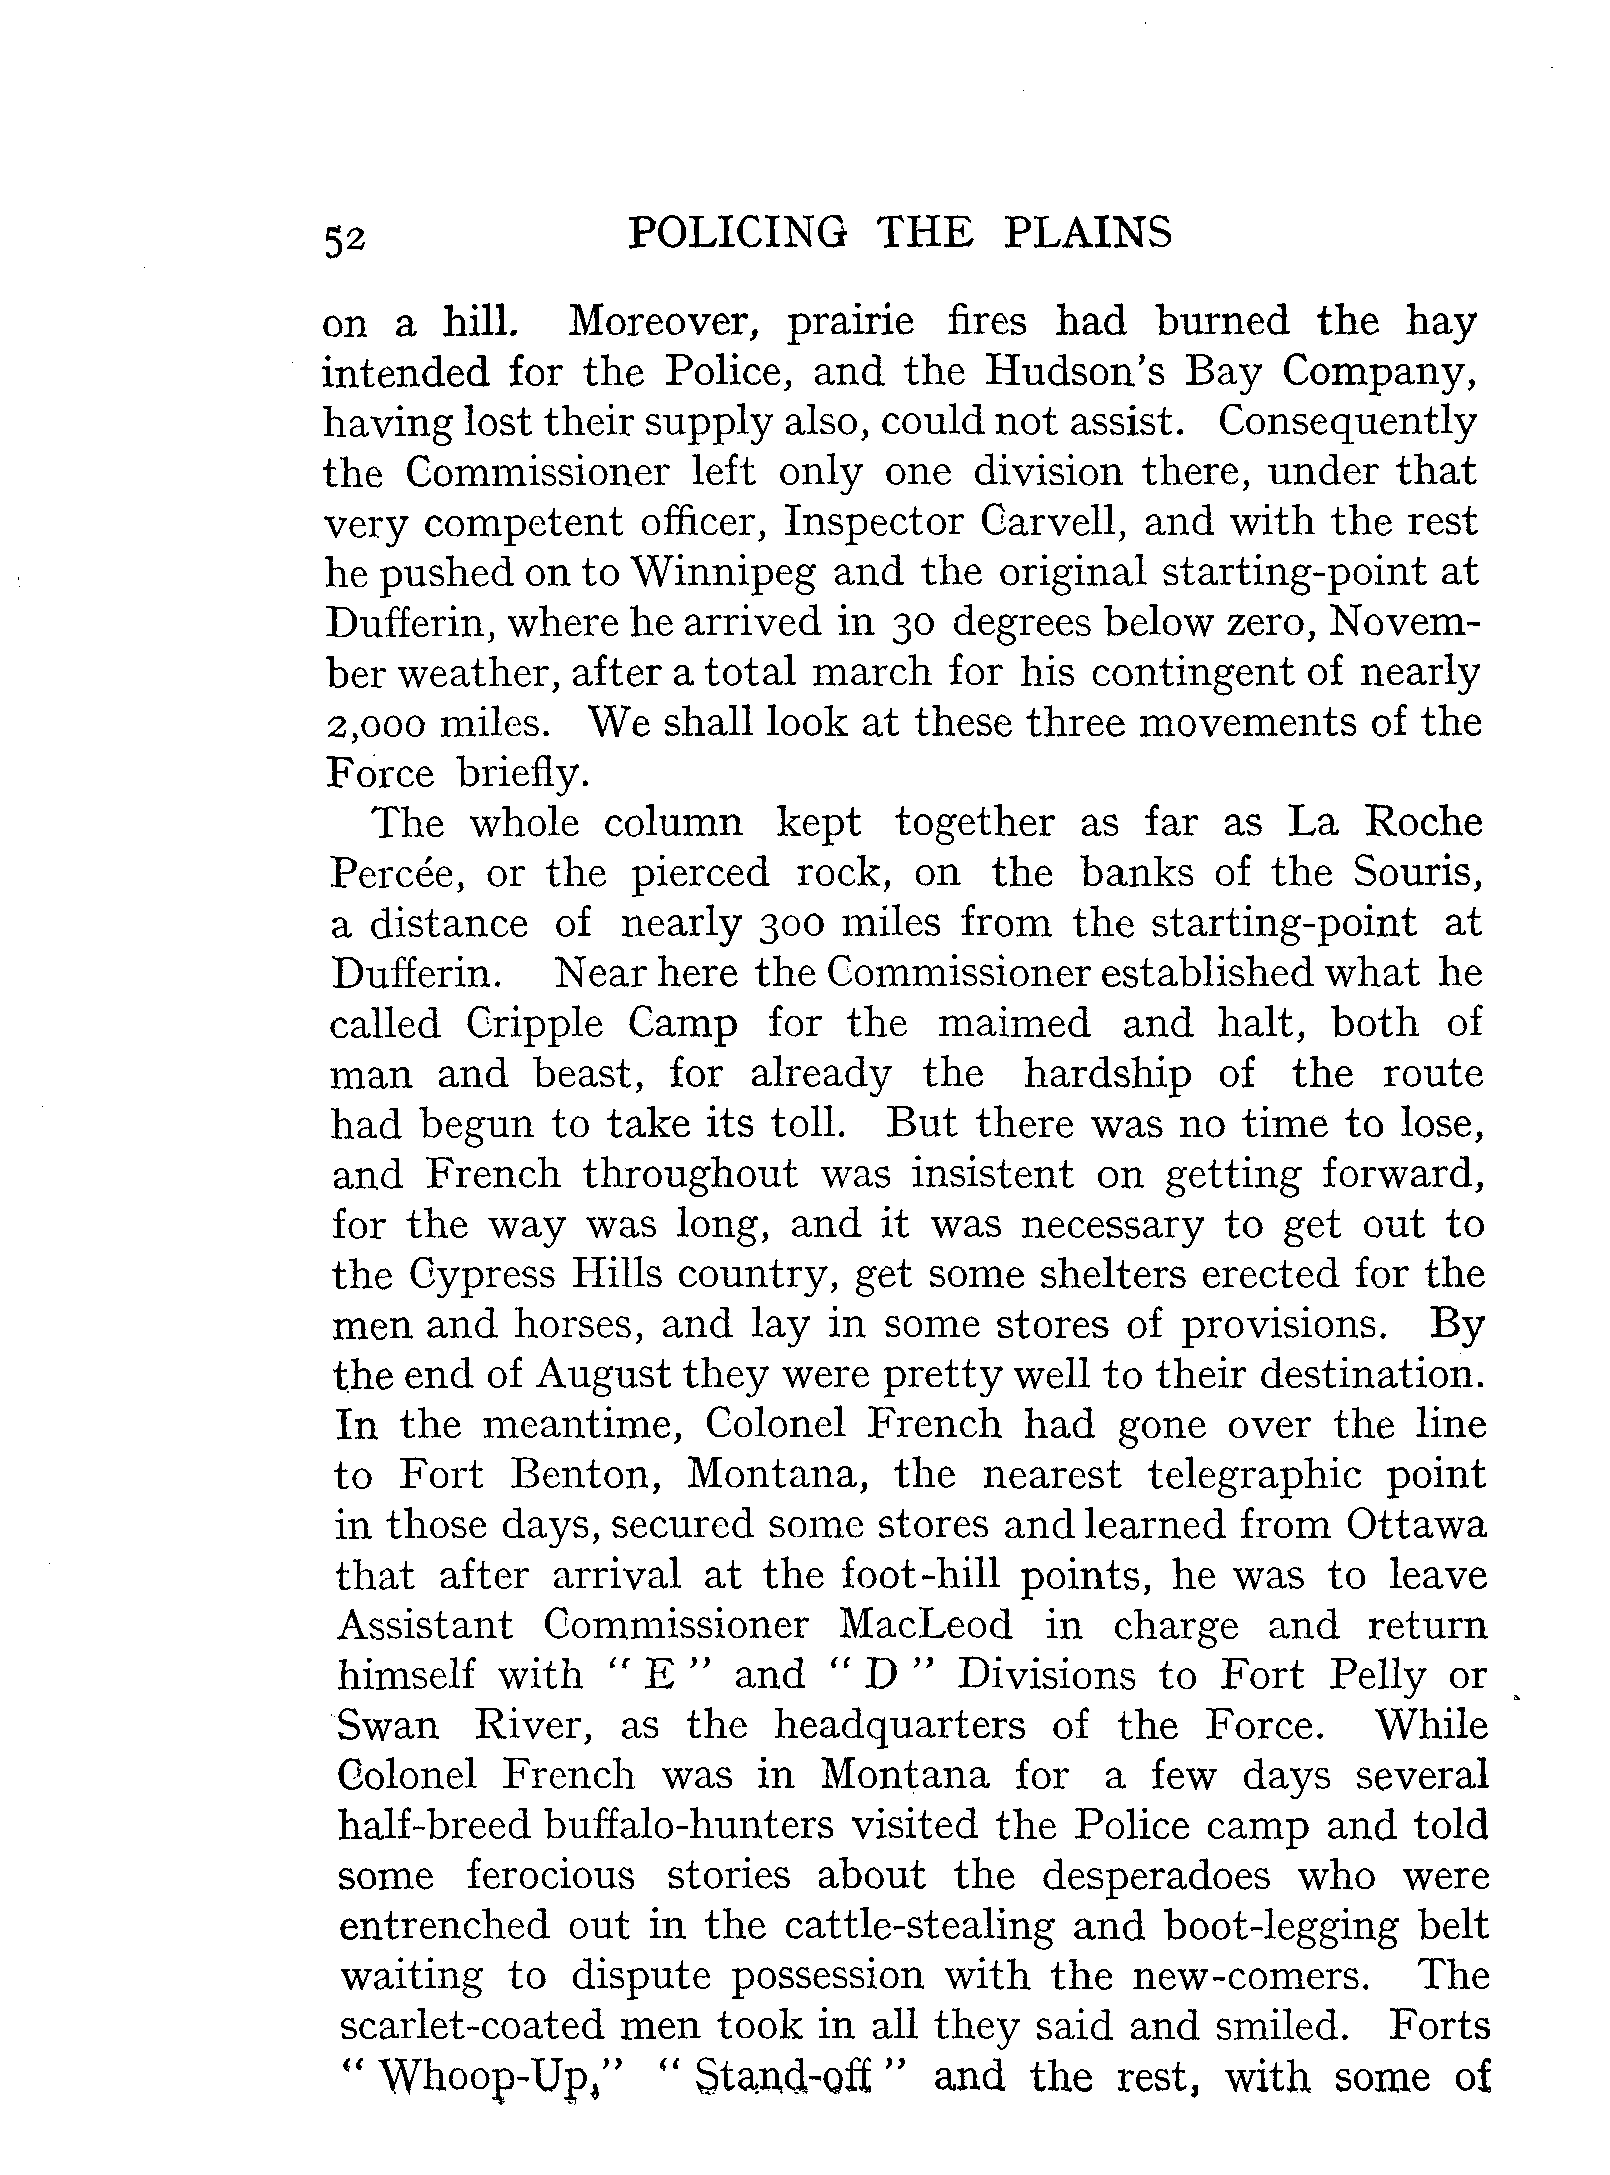 52 POLICING THE PLAINS
on a hill. Moreover, prairie fires had burned the hay
intended for the Police, and the Hudson's Bay Company,
having lost their supply also, could not assist. Consequently
the Commissioner left only one division there, under that
very competent officer, Inspector Carvell, and with the rest
he pushed on to Winnipeg and the original starting-point at
Dufferin, where he arrived in 30 degrees below zero, Novem-
ber weather, after a total march for his contingent of nearly
2,000 miles. We shall look at these three movements of the
Force briefly.
The whole column kept together as far as La Roche
Percée, or the pierced rock, on the banks of the Souris,
a distance of nearly 300 miles from the starting-point at
Dufferin. Near here the Commissioner established what he
called Cripple Camp for the maimed and halt, both of
man and beast, for already the hardship of the route
had begun to take its toll. But there was no time to lose,
and French throughout was insistent on getting forward,
for the way was long, and it was necessary to get out to
the Cypress Hills country, get some shelters erected for the
men and horses, and lay in some stores of provisions. By
the end of August they were pretty well to their destination.
In the meantime, Colonel French had gone over the line
to Fort Benton, Montana, the nearest telegraphic point
in those days, secured some stores and learned from Ottawa
that after arrival at the foot-hill points, he was to leave
Assistant Commissioner MacLeod in charge and return
himself with " E " and " D " Divisions to Fort Pelly or
Swan River, as the headquarters of the Force. While
Colonel French was in Montana for a few days several
half-breed buffalo-hunters visited the Police camp and told
some ferocious stories about the desperadoes who were
entrenched out in the cattle-stealing and boot-legging belt
waiting to dispute possession with the new-comers. The
scarlet-coated men took in all they said and smiled. Forts
" Whoop-Up," " Stand-off " and the rest, with some of